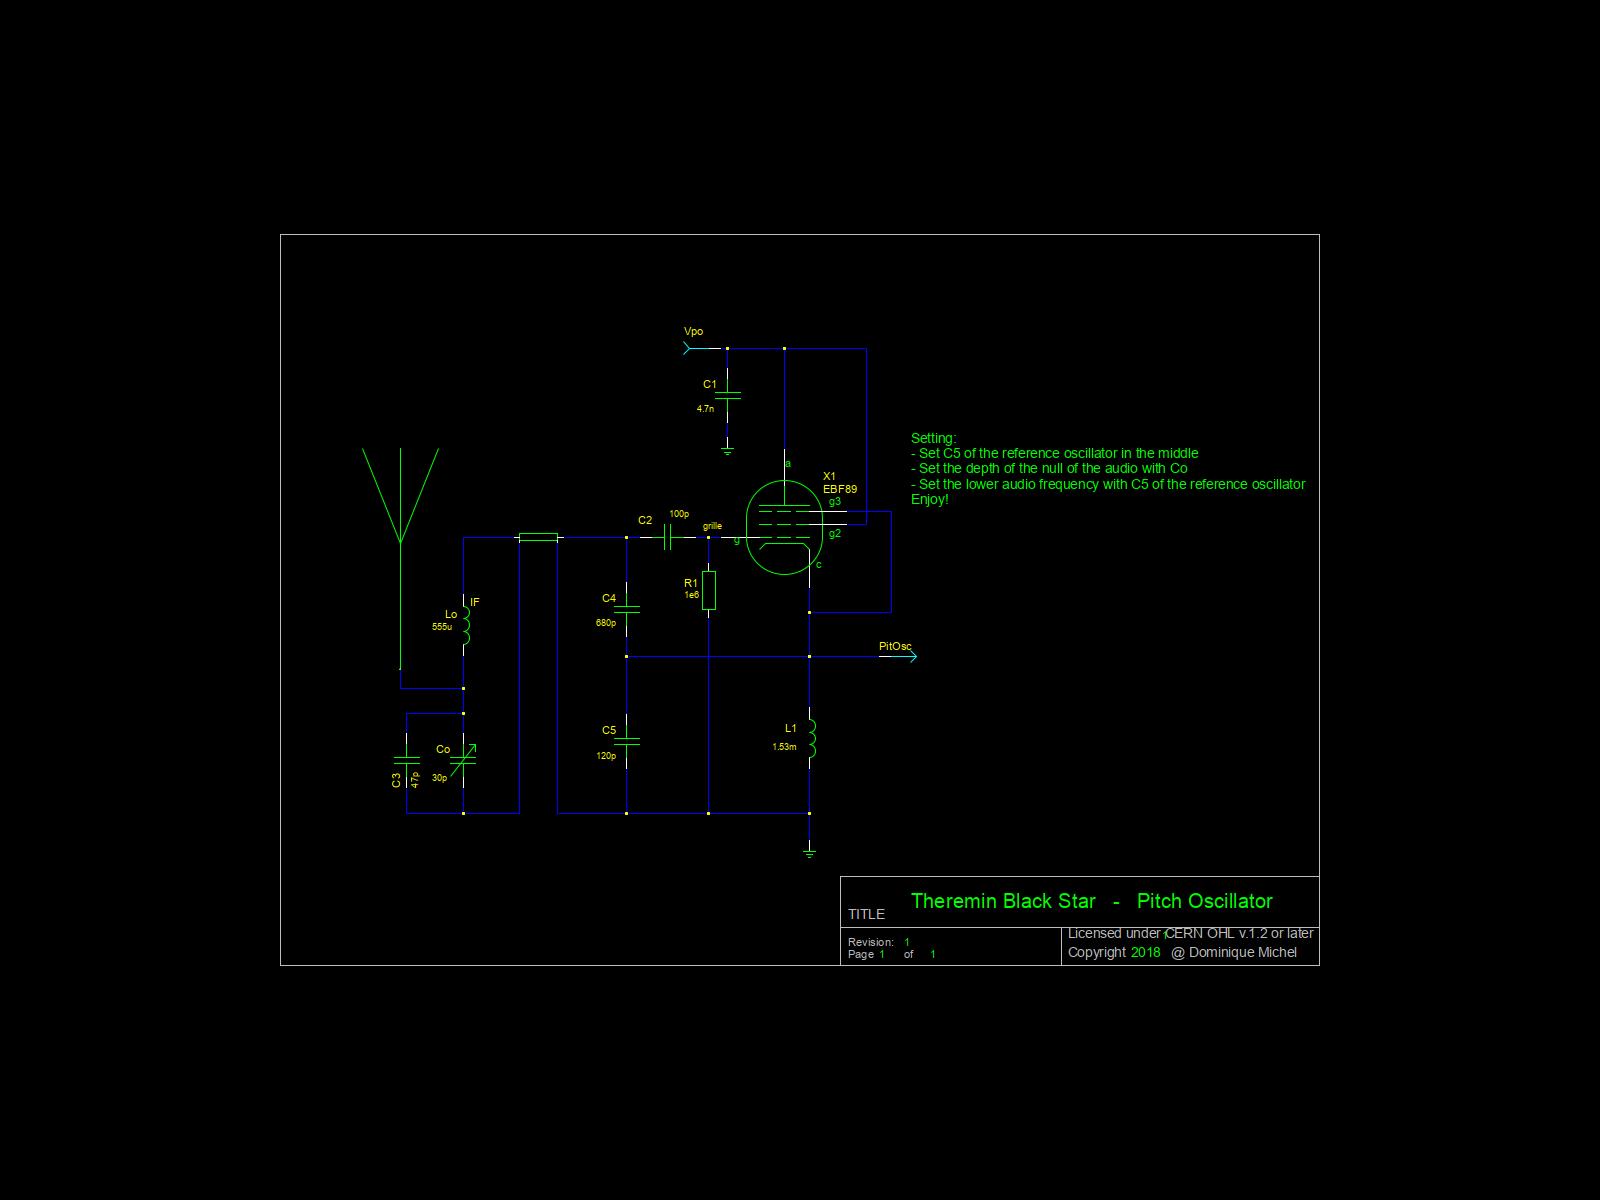 Vpo
C1
4.7n
Setting:
- Set C5 of the reference oscillator in the middle
- Set the depth of the null of the audio with Co
- Set the lower audio frequency with C5 of the reference oscillator
Enjoy!
a
X1
EBF89
g3
g2
g
c
C2
100p
grille
R1
1e6
C4
680p
Lo
IF
555u
PitOsc
C5
120p
L1
1.53m
Co
30p
C3
47p
TITLE
Theremin Black Star - Pitch Oscillator
Revision: 1
Page 1 of 1
Licensed under CERN OHL v.1.2 or later
1
Copyright 2018 @ Dominique Michel